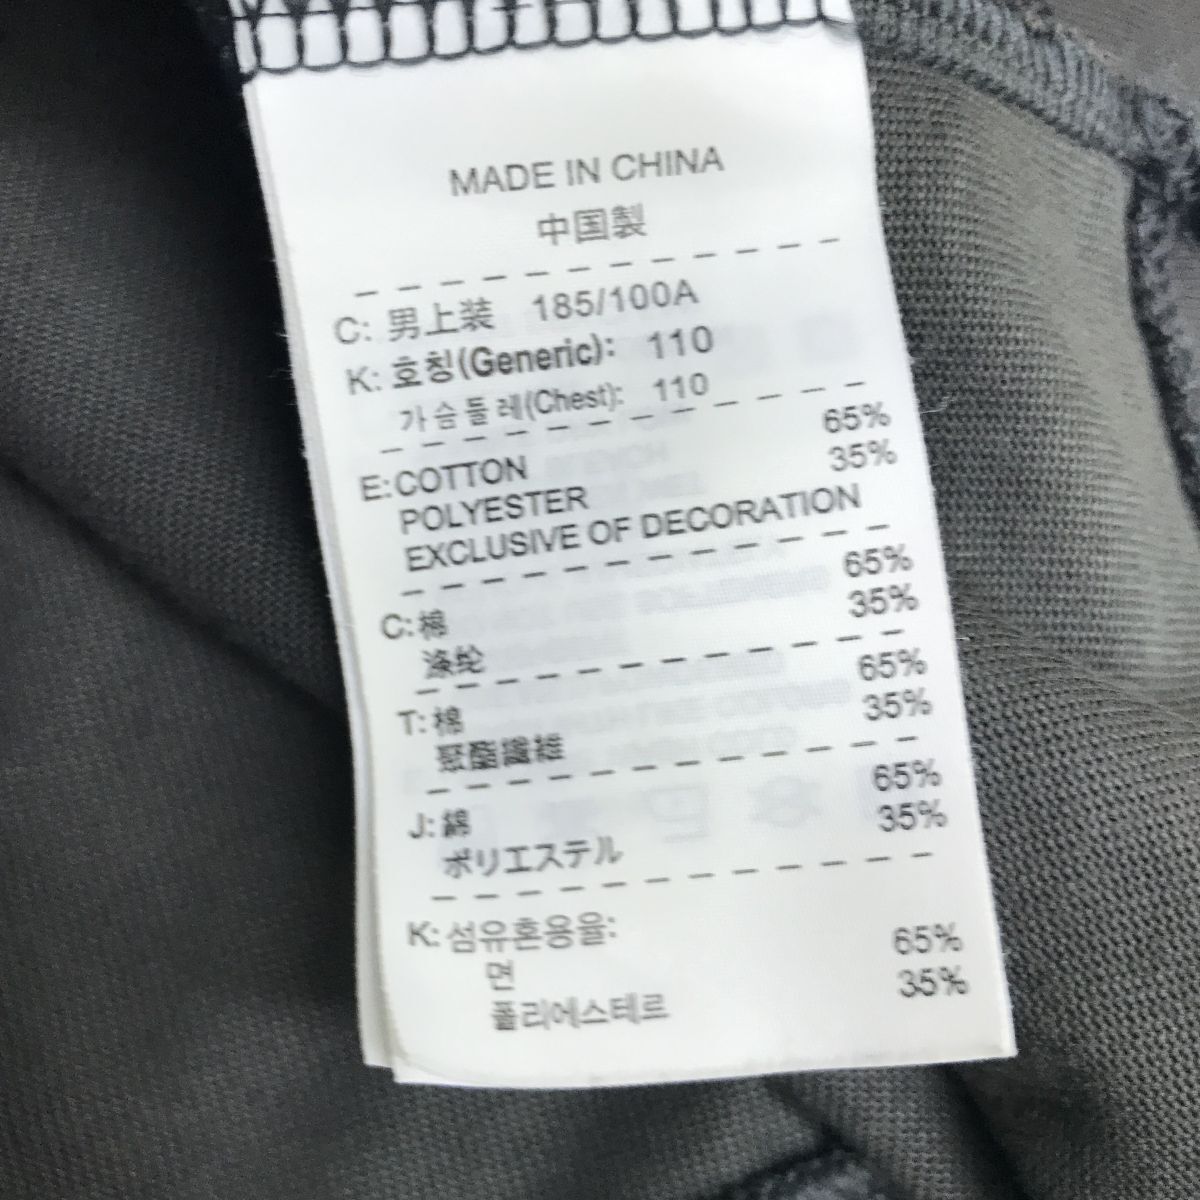 MADE IN CHINA
中国製
C: 男上装 185/100A
K: 호칭(Generic): 110
가슴둘레(Chest): 110
E: COTTON 65%
POLYESTER 35%
EXCLUSIVE OF DECORATION
C: 棉 65%
涤纶 35%
T: 棉 65%
聚酯纖維 35%
J: 綿 65%
ポリエステル 35%
K: 섬유혼용율:
면 65%
폴리에스테르 35%